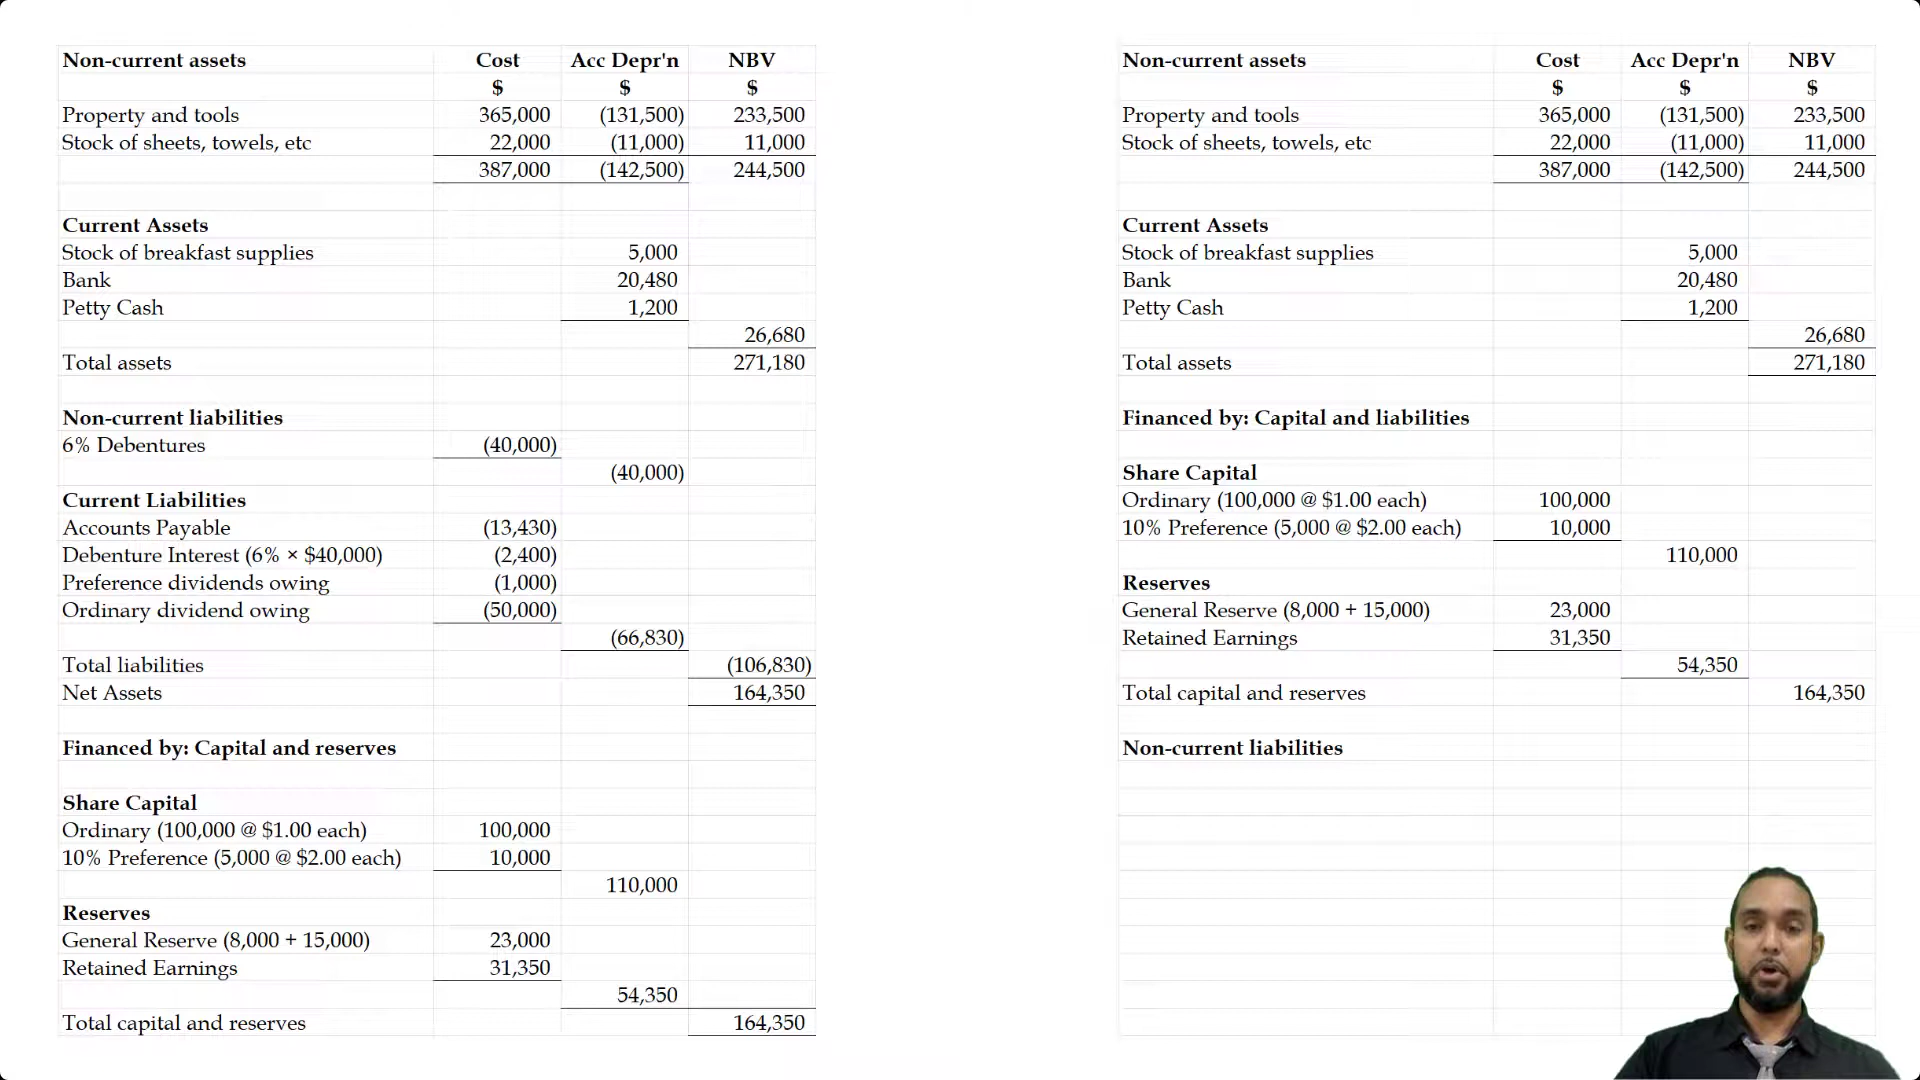 Non-current assets Cost Acc Depr'n NBV
$ $ $
Property and tools 365,000 (131,500) 233,500
Stock of sheets, towels, etc 22,000 (11,000) 11,000
387,000 (142,500) 244,500
Current Assets
Stock of breakfast supplies 5,000
Bank 20,480
Petty Cash 1,200
26,680
Total assets 271,180
Non-current liabilities
6% Debentures (40,000)
(40,000)
Current Liabilities
Accounts Payable (13,430)
Debenture Interest (6% × $40,000) (2,400)
Preference dividends owing (1,000)
Ordinary dividend owing (50,000)
(66,830)
Total liabilities (106,830)
Net Assets 164,350
Financed by: Capital and reserves
Share Capital
Ordinary (100,000 @ $1.00 each) 100,000
10% Preference (5,000 @ $2.00 each) 10,000
110,000
Reserves
General Reserve (8,000 + 15,000) 23,000
Retained Earnings 31,350
54,350
Total capital and reserves 164,350
Non-current assets Cost Acc Depr'n NBV
$ $ $
Property and tools 365,000 (131,500) 233,500
Stock of sheets, towels, etc 22,000 (11,000) 11,000
387,000 (142,500) 244,500
Current Assets
Stock of breakfast supplies 5,000
Bank 20,480
Petty Cash 1,200
26,680
Total assets 271,180
Financed by: Capital and liabilities
Share Capital
Ordinary (100,000 @ $1.00 each) 100,000
10% Preference (5,000 @ $2.00 each) 10,000
110,000
Reserves
General Reserve (8,000 + 15,000) 23,000
Retained Earnings 31,350
54,350
Total capital and reserves 164,350
Non-current liabilities